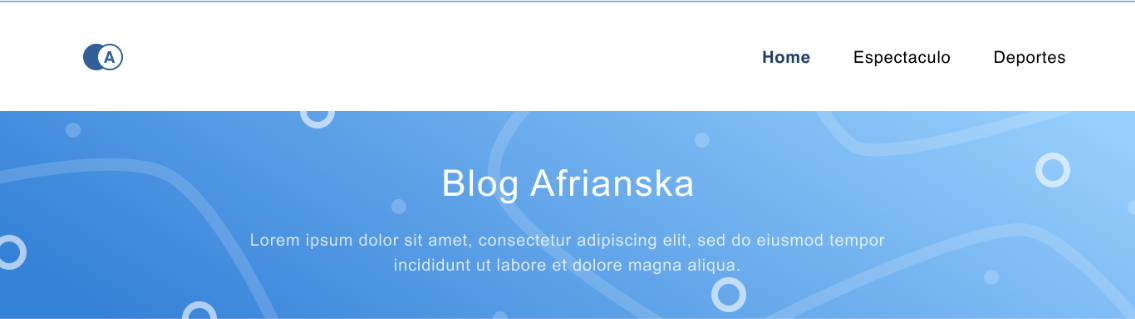 A
Home Espectaculo Deportes
Blog Afrianska
Lorem ipsum dolor sit amet, consectetur adipiscing elit, sed do eiusmod tempor
incididunt ut labore et dolore magna aliqua.